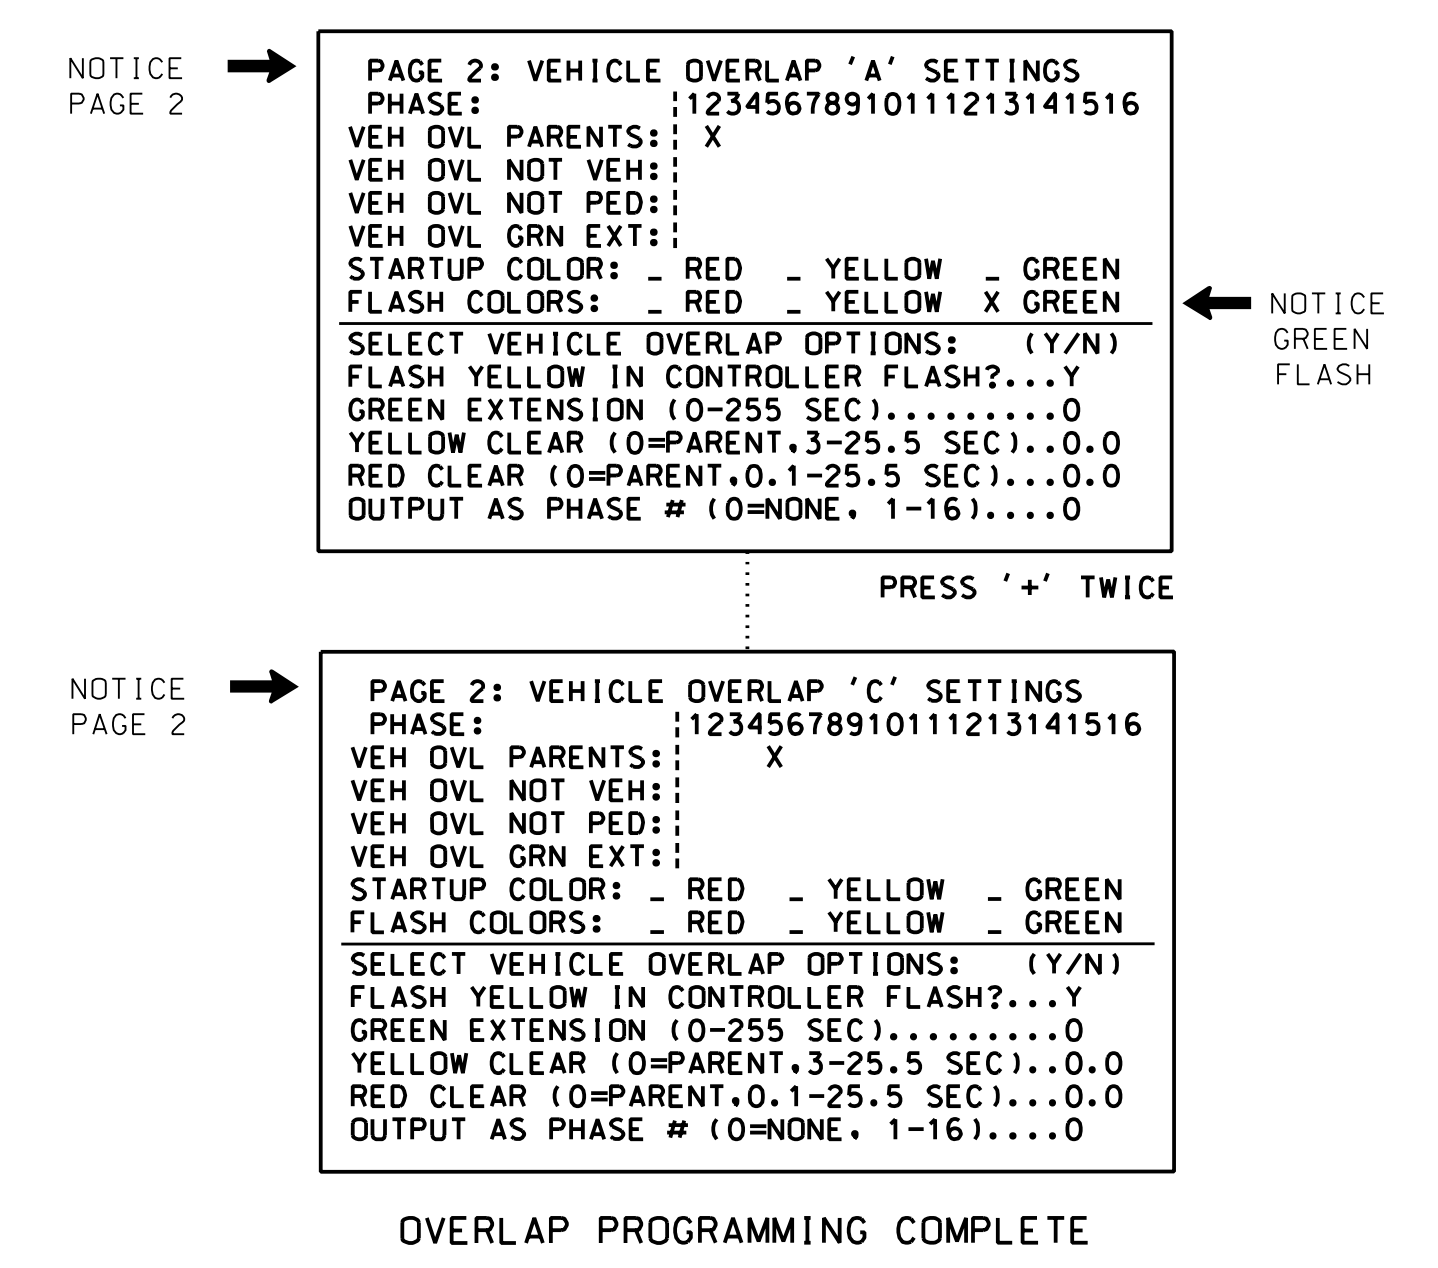 NOTICE
PAGE 2
PAGE 2: VEHICLE OVERLAP 'A' SETTINGS
PHASE: ¦12345678910111213141516
VEH OVL PARENTS:¦ X
VEH OVL NOT VEH:¦
VEH OVL NOT PED:¦
VEH OVL GRN EXT:¦
STARTUP COLOR: _ RED _ YELLOW _ GREEN
FLASH COLORS: _ RED _ YELLOW X GREEN
NOTICE
GREEN
FLASH
SELECT VEHICLE OVERLAP OPTIONS: (Y/N)
FLASH YELLOW IN CONTROLLER FLASH?...Y
GREEN EXTENSION (0-255 SEC).........0
YELLOW CLEAR (0=PARENT,3-25.5 SEC)..0.0
RED CLEAR (0=PARENT,0.1-25.5 SEC)...0.0
OUTPUT AS PHASE # (0=NONE, 1-16)....0
PRESS '+' TWICE
NOTICE
PAGE 2
PAGE 2: VEHICLE OVERLAP 'C' SETTINGS
PHASE: ¦12345678910111213141516
VEH OVL PARENTS:¦ X
VEH OVL NOT VEH:¦
VEH OVL NOT PED:¦
VEH OVL GRN EXT:¦
STARTUP COLOR: _ RED _ YELLOW _ GREEN
FLASH COLORS: _ RED _ YELLOW _ GREEN
SELECT VEHICLE OVERLAP OPTIONS: (Y/N)
FLASH YELLOW IN CONTROLLER FLASH?...Y
GREEN EXTENSION (0-255 SEC).........0
YELLOW CLEAR (0=PARENT,3-25.5 SEC)..0.0
RED CLEAR (0=PARENT,0.1-25.5 SEC)...0.0
OUTPUT AS PHASE # (0=NONE, 1-16)....0
OVERLAP PROGRAMMING COMPLETE